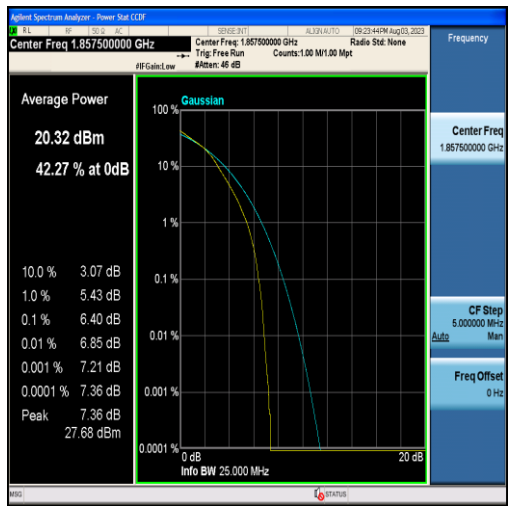 Agilent Spectrum Analyzer - Power Stat CCDF
RL RF 50 Ω AC SENSE:INT ALIGN AUTO 09:23:44PM Aug 03, 2023
Center Freq 1.857500000 GHz
Center Freq: 1.857500000 GHz Radio Std: None
Trig: Free Run Counts:1.00 M/1.00 Mpt
#IFGain:Low #Atten: 46 dB
Frequency
Average Power
20.32 dBm
42.27 % at 0dB
10.0 % 3.07 dB
1.0 % 5.43 dB
0.1 % 6.40 dB
0.01 % 6.85 dB
0.001 % 7.21 dB
0.0001 % 7.36 dB
Peak 7.36 dB
27.68 dBm
Gaussian
100 %
10 %
1 %
0.1 %
0.01 %
0.001 %
0.0001 %
0 dB 20 dB
Info BW 25.000 MHz
Center Freq
1.857500000 GHz
CF Step
5.000000 MHz
Auto Man
Freq Offset
0 Hz
MSG STATUS